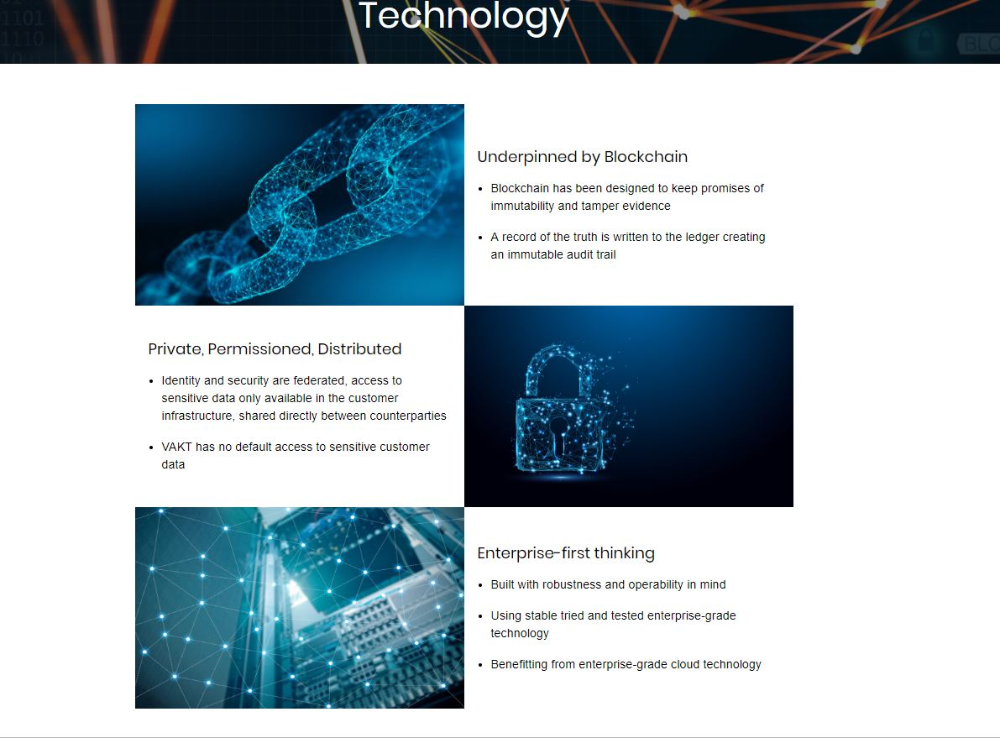 Technology
1101
1110
BLO
Underpinned by Blockchain
• Blockchain has been designed to keep promises of
immutability and tamper evidence
• A record of the truth is written to the ledger creating
an immutable audit trail
Private, Permissioned, Distributed
• Identity and security are federated, access to
sensitive data only available in the customer
infrastructure, shared directly between counterparties
• VAKT has no default access to sensitive customer
data
Enterprise-first thinking
• Built with robustness and operability in mind
• Using stable tried and tested enterprise-grade
technology
• Benefitting from enterprise-grade cloud technology